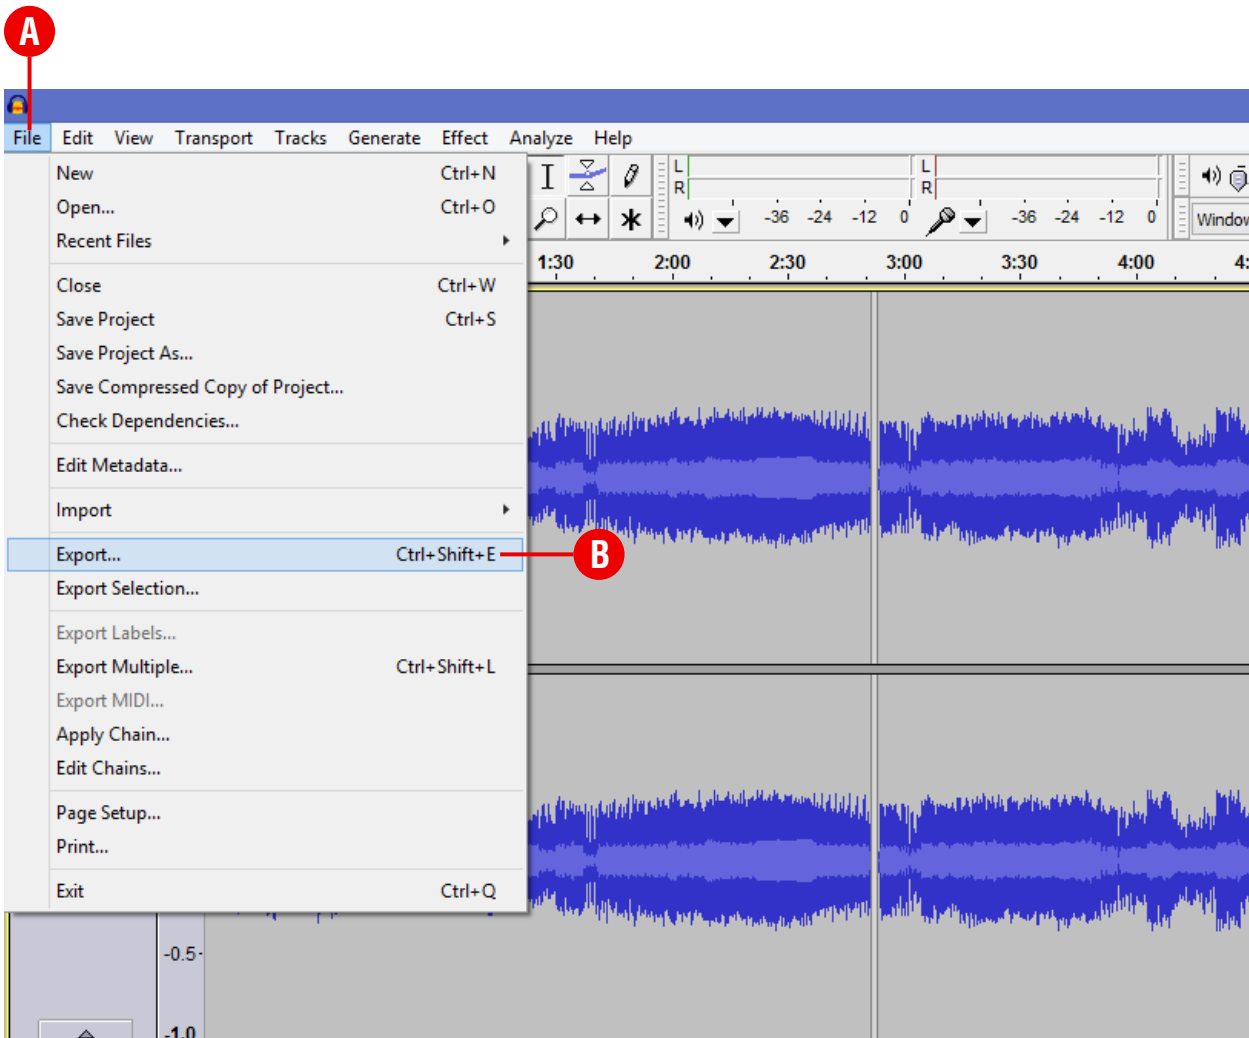 A
File Edit View Transport Tracks Generate Effect Analyze Help
New Ctrl+N
Open... Ctrl+O
Recent Files
Close Ctrl+W
Save Project Ctrl+S
Save Project As...
Save Compressed Copy of Project...
Check Dependencies...
Edit Metadata...
Import
Export... Ctrl+Shift+E
Export Selection...
Export Labels...
Export Multiple... Ctrl+Shift+L
Export MIDI...
Apply Chain...
Edit Chains...
Page Setup...
Print...
Exit Ctrl+Q
B
L L
R R
-36 -24 -12 0 -36 -24 -12 0
1:30 2:00 2:30 3:00 3:30 4:00 4:
-0.5
-1.0